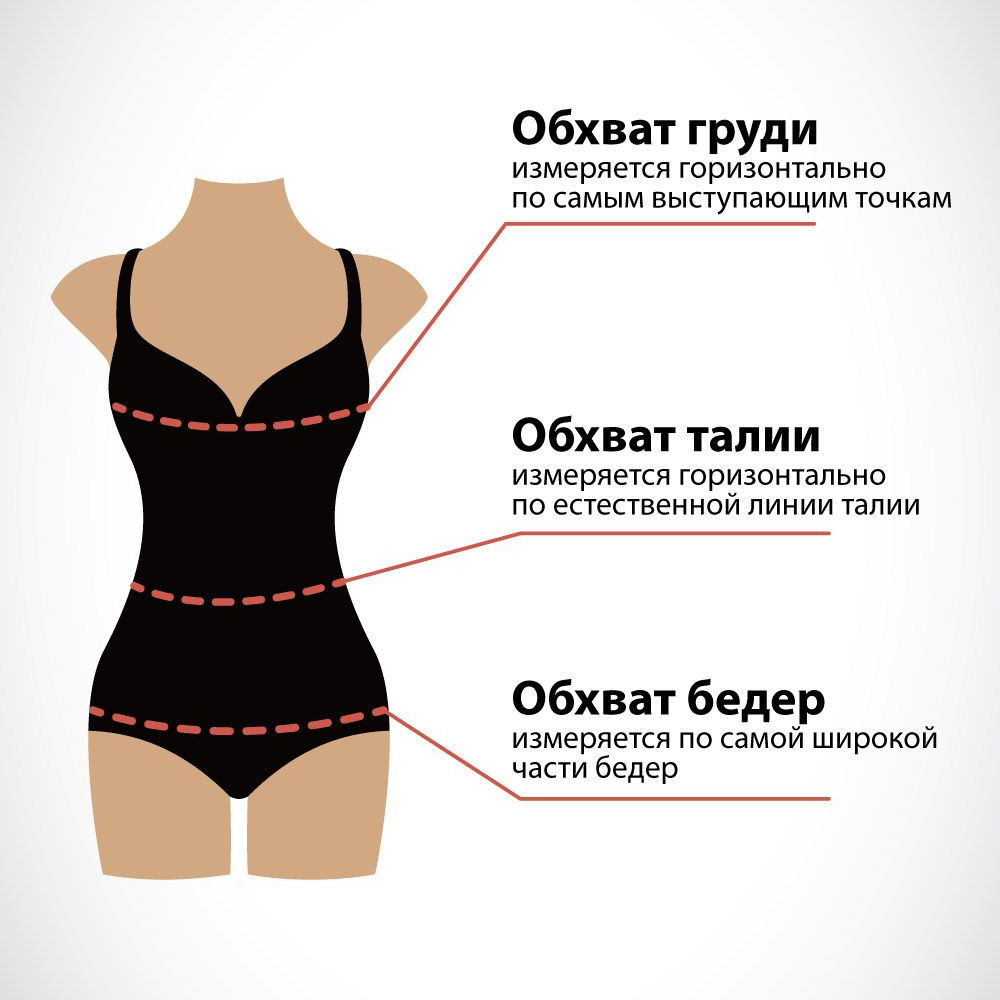 Обхват груди
измеряется горизонтально
по самым выступающим точкам
Обхват талии
измеряется горизонтально
по естественной линии талии
Обхват бедер
измеряется по самой широкой
части бедер